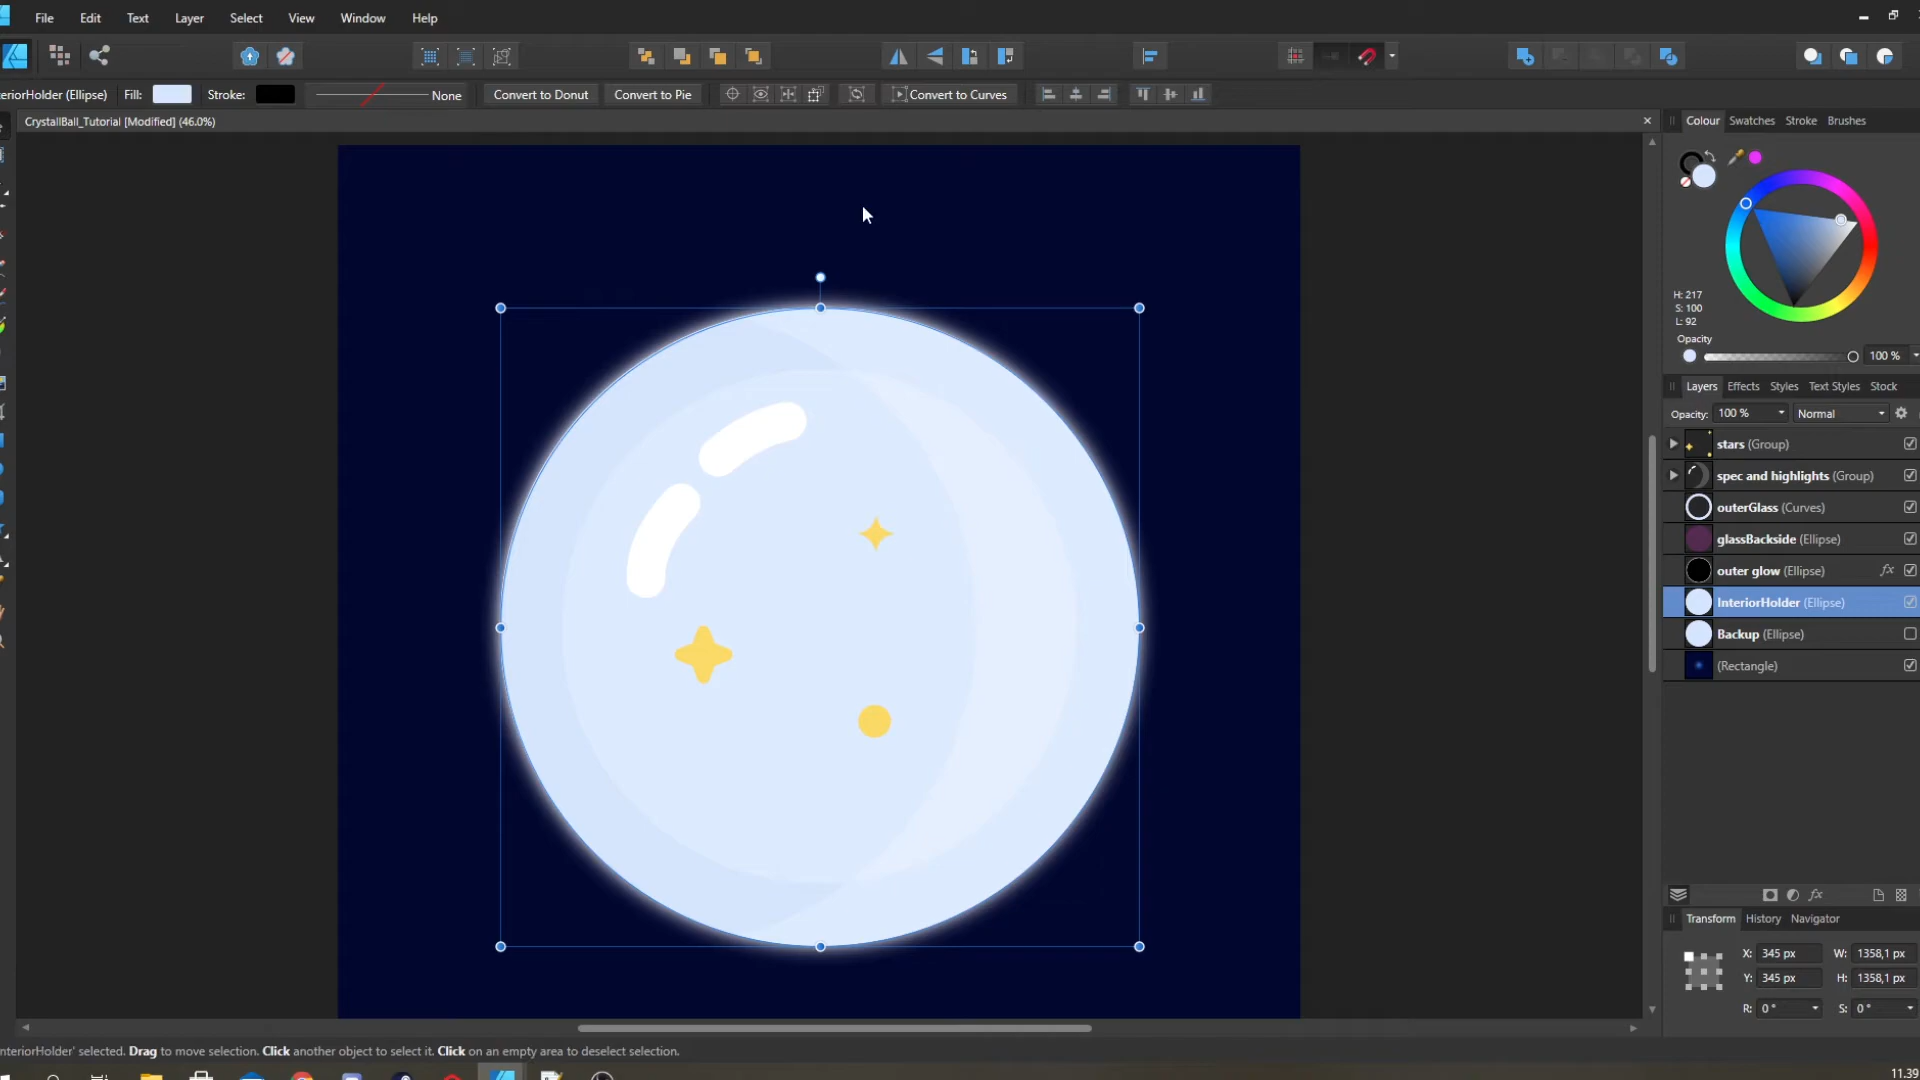 File Edit Text Layer Select View Window Help
eriorHolder (Ellipse) Fill: Stroke: None Convert to Donut Convert to Pie Convert to Curves
CrystallBall_Tutorial [Modified] (46.0%)
Colour Swatches Stroke Brushes
H: 217
S: 100
L: 92
Opacity
100 %
Layers Effects Styles Text Styles Stock
Opacity: 100 % Normal
stars (Group)
spec and highlights (Group)
outerGlass (Curves)
glassBackside (Ellipse)
outer glow (Ellipse) fx
InteriorHolder (Ellipse)
Backup (Ellipse)
(Rectangle)
fx
Transform History Navigator
X: 345 px W: 1358,1 px
Y: 345 px H: 1358,1 px
R: 0 ° S: 0 °
nteriorHolder' selected. Drag to move selection. Click another object to select it. Click on an empty area to deselect selection.
11.39